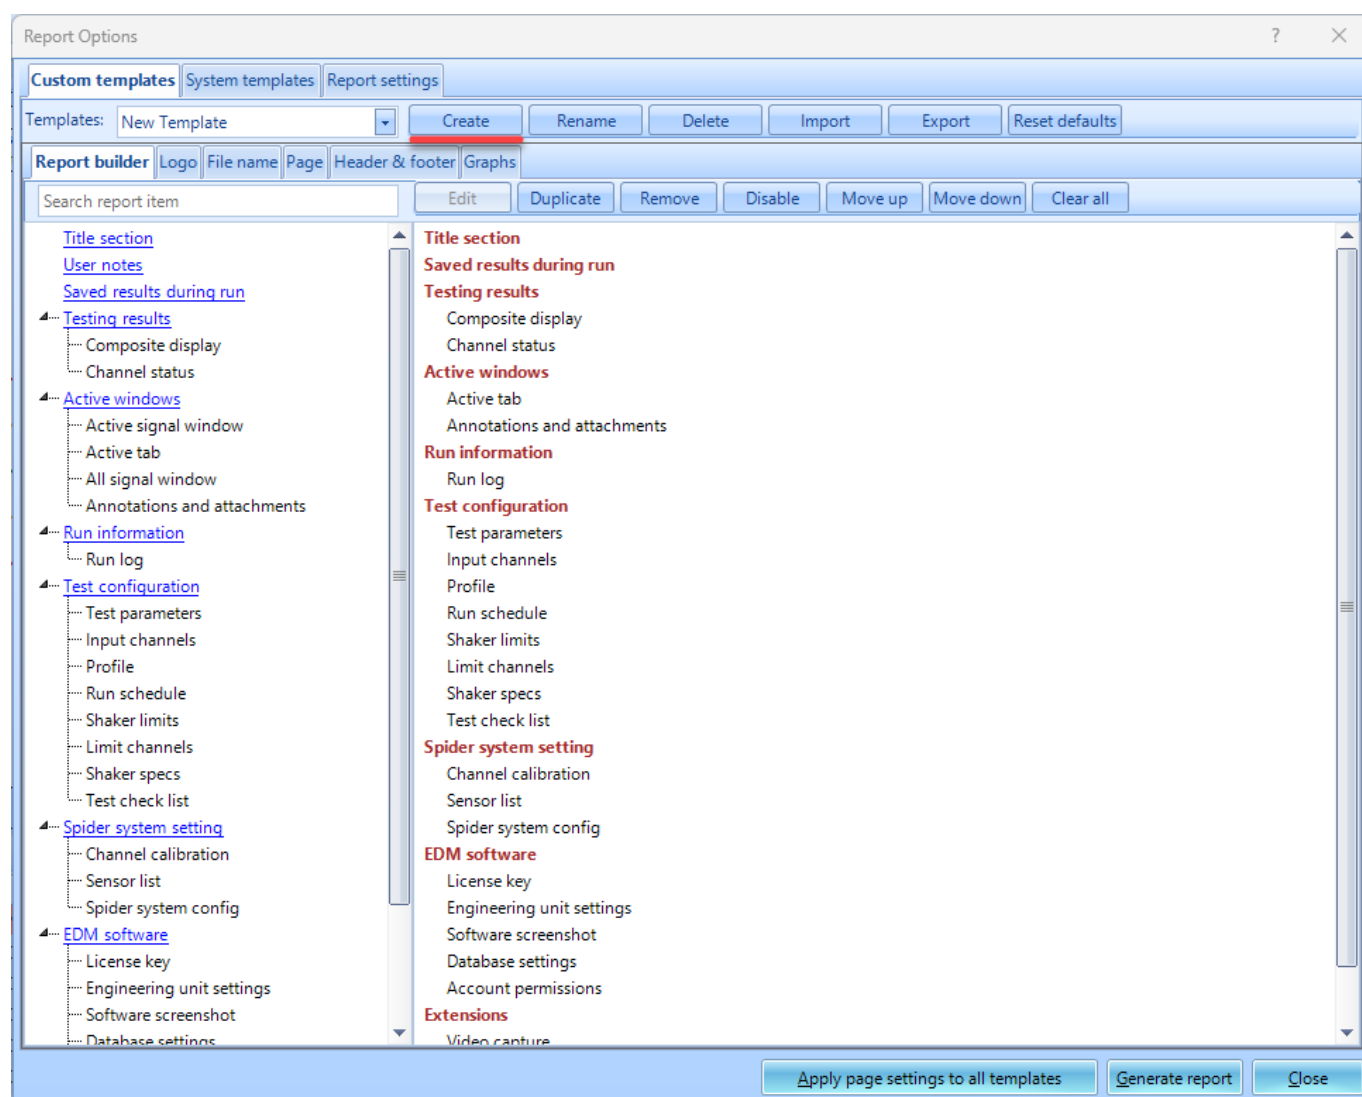 Report Options ?
Custom templates System templates Report settings
Templates: New Template Create Rename Delete Import Export Reset defaults
Report builder Logo File name Page Header & footer Graphs
Search report item Edit Duplicate Remove Disable Move up Move down Clear all
Title section
User notes
Saved results during run
Testing results
Composite display
Channel status
Active windows
Active signal window
Active tab
All signal window
Annotations and attachments
Run information
Run log
Test configuration
Test parameters
Input channels
Profile
Run schedule
Shaker limits
Limit channels
Shaker specs
Test check list
Spider system setting
Channel calibration
Sensor list
Spider system config
EDM software
License key
Engineering unit settings
Software screenshot
Database settings
Title section
Saved results during run
Testing results
Composite display
Channel status
Active windows
Active tab
Annotations and attachments
Run information
Run log
Test configuration
Test parameters
Input channels
Profile
Run schedule
Shaker limits
Limit channels
Shaker specs
Test check list
Spider system setting
Channel calibration
Sensor list
Spider system config
EDM software
License key
Engineering unit settings
Software screenshot
Database settings
Account permissions
Extensions
Video capture
Apply page settings to all templates Generate report Close